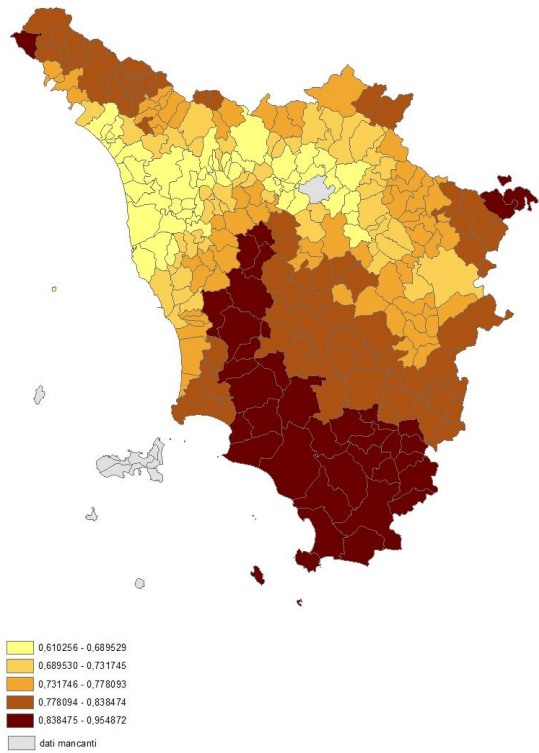 0,610256 - 0,689529
0,689530 - 0,731745
0,731746 - 0,778093
0,778094 - 0,838474
0,838475 - 0,954872
dati mancanti